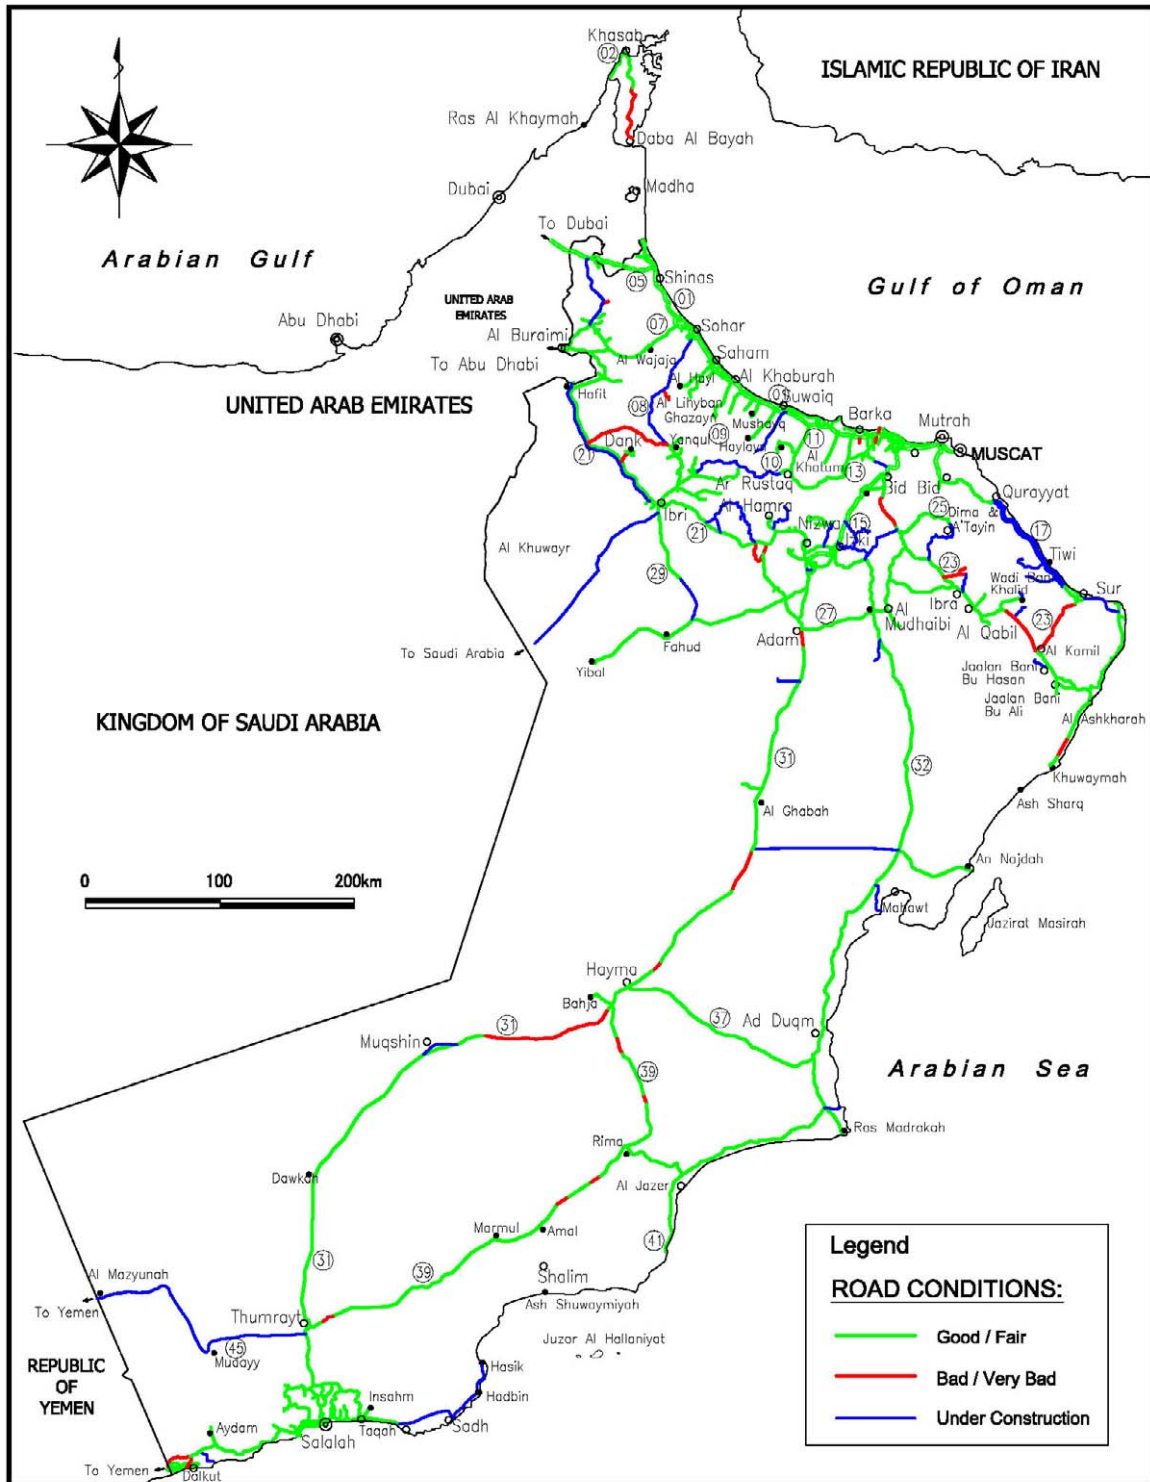 Khasab
02
ISLAMIC REPUBLIC OF IRAN
Ras Al Khaymah
Daba Al Bayah
Dubai
Madha
To Dubai
Arabian Gulf
Shinas
05
Gulf of Oman
UNITED ARAB
EMIRATES
01
Abu Dhabi
07
Sohar
Al Buraimi
Al Wajaja
Saham
To Abu Dhabi
Al Hayl
Al Khaburah
Hafit
UNITED ARAB EMIRATES
08
Al Lihyban
Ghazayn
01
Suwaiq
Mushayq
Barka
Mutrah
09
11
Dank
Yanqul
Haylayn
MUSCAT
21
10
Al
Khatum
13
Ar Rustaq
Bid Bid
Qurayyat
Ibri
Al Hamra
25
Dima &
A'Tayin
21
Nizwa
15
Izki
17
Al Khuwayr
Tiwi
29
23
Wadi Bani
Khalid
Ibra
Sur
27
Al
Mudhaibi
23
Adam
Al Qabil
Fahud
To Saudi Arabia
Yibal
Al Kamil
Jaalan Bani
Bu Hasan
Jaalan Bani
Bu Ali
KINGDOM OF SAUDI ARABIA
Al Ashkharah
31
32
Khuwaymah
Ash Sharq
Al Ghabah
An Najdah
0
100
200km
Mahawt
Jazirat Masirah
Hayma
Bahja
37
Ad Duqm
31
Muqshin
39
Arabian Sea
Ras Madrakah
Rima
Dawkah
Al Jazer
Marmul
Amal
41
31
39
Shalim
Al Mazyunah
Ash Shuwaymiyah
To Yemen
Thumrayt
Juzor Al Hallaniyat
45
Mudayy
REPUBLIC
OF
YEMEN
Hasik
Hadbin
Insahm
Aydam
Taqah
Sadh
Salalah
To Yemen
Dalkut
Legend
ROAD CONDITIONS:
Good / Fair
Bad / Very Bad
Under Construction